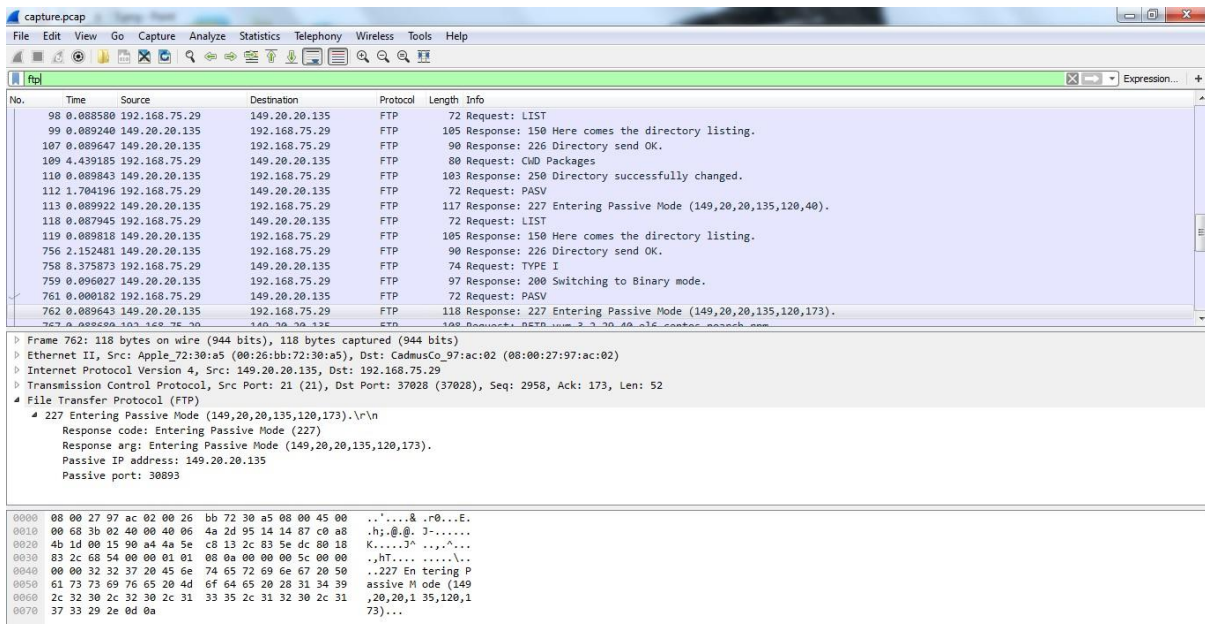 capture.pcap
File Edit View Go Capture Analyze Statistics Telephony Wireless Tools Help
ftp
Expression... +
No. Time Source Destination Protocol Length Info
98 0.088580 192.168.75.29 149.20.20.135 FTP 72 Request: LIST
99 0.089240 149.20.20.135 192.168.75.29 FTP 105 Response: 150 Here comes the directory listing.
107 0.089647 149.20.20.135 192.168.75.29 FTP 90 Response: 226 Directory send OK.
109 4.439185 192.168.75.29 149.20.20.135 FTP 80 Request: CWD Packages
110 0.089843 149.20.20.135 192.168.75.29 FTP 103 Response: 250 Directory successfully changed.
112 1.704196 192.168.75.29 149.20.20.135 FTP 72 Request: PASV
113 0.089922 149.20.20.135 192.168.75.29 FTP 117 Response: 227 Entering Passive Mode (149,20,20,135,120,40).
118 0.087945 192.168.75.29 149.20.20.135 FTP 72 Request: LIST
119 0.089818 149.20.20.135 192.168.75.29 FTP 105 Response: 150 Here comes the directory listing.
756 2.152481 149.20.20.135 192.168.75.29 FTP 90 Response: 226 Directory send OK.
758 8.375873 192.168.75.29 149.20.20.135 FTP 74 Request: TYPE I
759 0.096027 149.20.20.135 192.168.75.29 FTP 97 Response: 200 Switching to Binary mode.
761 0.000182 192.168.75.29 149.20.20.135 FTP 72 Request: PASV
762 0.089643 149.20.20.135 192.168.75.29 FTP 118 Response: 227 Entering Passive Mode (149,20,20,135,120,173).
Frame 762: 118 bytes on wire (944 bits), 118 bytes captured (944 bits)
Ethernet II, Src: Apple_72:30:a5 (00:26:bb:72:30:a5), Dst: CadmusCo_97:ac:02 (08:00:27:97:ac:02)
Internet Protocol Version 4, Src: 149.20.20.135, Dst: 192.168.75.29
Transmission Control Protocol, Src Port: 21 (21), Dst Port: 37028 (37028), Seq: 2958, Ack: 173, Len: 52
File Transfer Protocol (FTP)
227 Entering Passive Mode (149,20,20,135,120,173).\r\n
Response code: Entering Passive Mode (227)
Response arg: Entering Passive Mode (149,20,20,135,120,173).
Passive IP address: 149.20.20.135
Passive port: 30893
0000 08 00 27 97 ac 02 00 26 bb 72 30 a5 08 00 45 00 ..'....& .r0...E.
0010 00 68 3b 02 40 00 40 06 4a 2d 95 14 14 87 c0 a8 .h;.@.@. J-......
0020 4b 1d 00 15 90 a4 4a 5e c8 13 2c 83 5e dc 80 18 K.....J^ ..,.^...
0030 83 2c 68 54 00 00 01 01 08 0a 00 00 00 5c 00 00 .,hT.... .....\..
0040 00 00 32 32 37 20 45 6e 74 65 72 69 6e 67 20 50 ..227 En tering P
0050 61 73 73 69 76 65 20 4d 6f 64 65 20 28 31 34 39 assive M ode (149
0060 2c 32 30 2c 32 30 2c 31 33 35 2c 31 32 30 2c 31 ,20,20,1 35,120,1
0070 37 33 29 2e 0d 0a 73)...